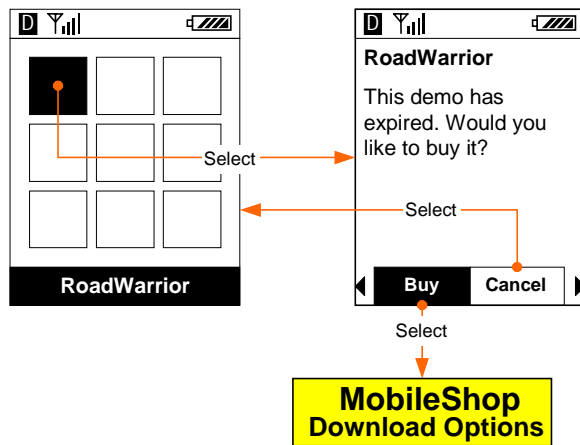 D
D
RoadWarrior
This demo has
expired. Would you
like to buy it?
Select
Select
RoadWarrior
Buy
Cancel
Select
MobileShop
Download Options